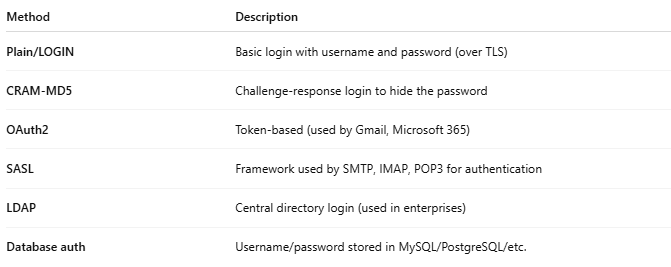 Method Description
Plain/LOGIN Basic login with username and password (over TLS)
CRAM-MD5 Challenge-response login to hide the password
OAuth2 Token-based (used by Gmail, Microsoft 365)
SASL Framework used by SMTP, IMAP, POP3 for authentication
LDAP Central directory login (used in enterprises)
Database auth Username/password stored in MySQL/PostgreSQL/etc.